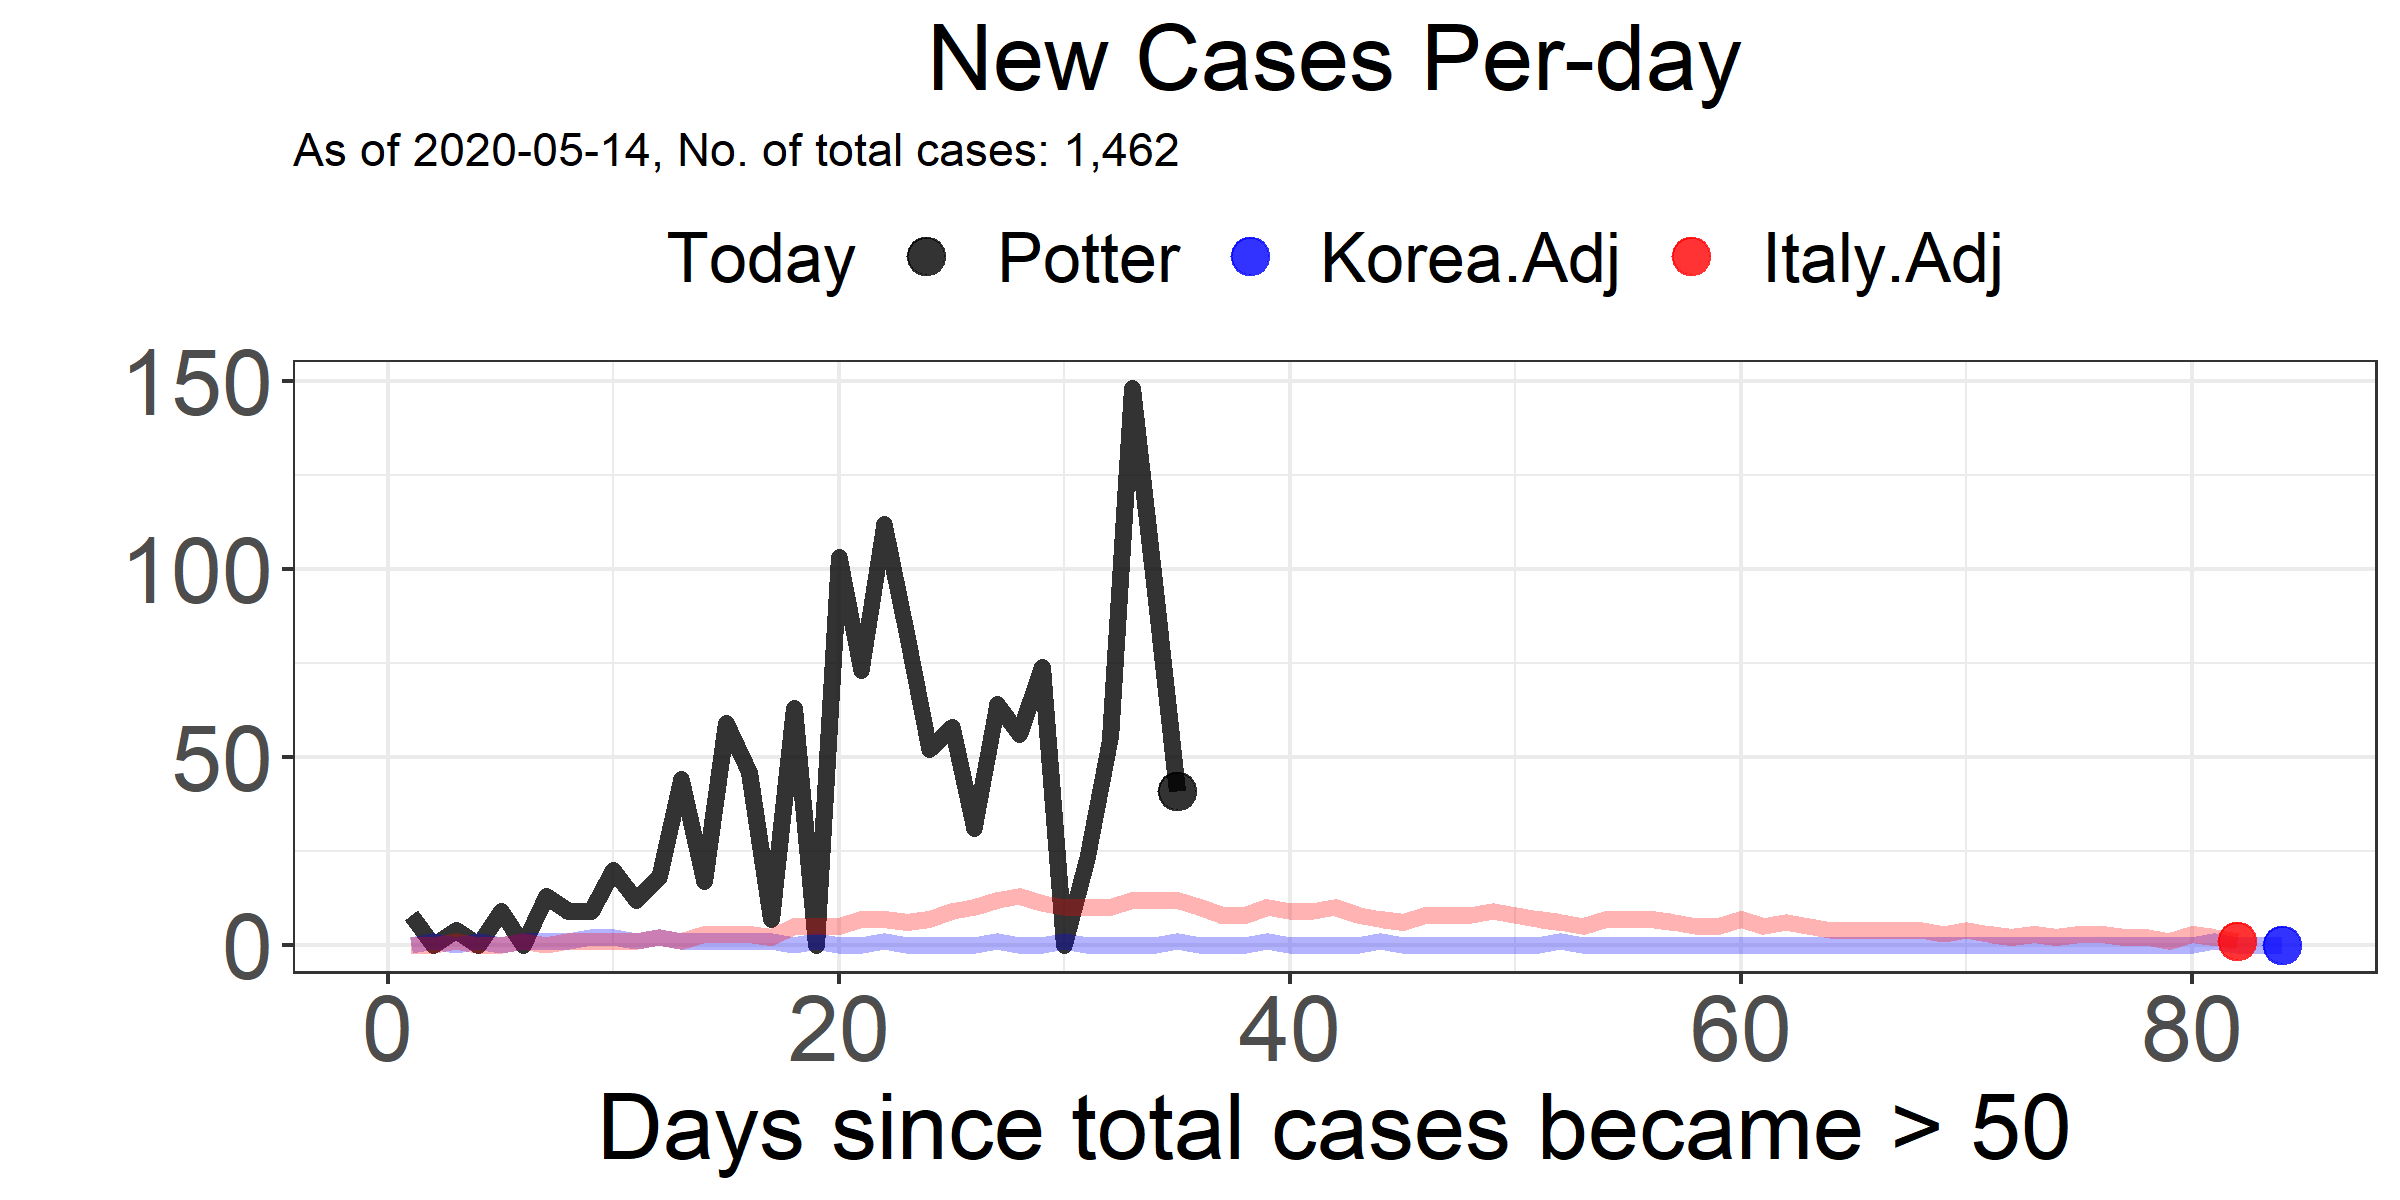 New Cases Per-day
As of 2020-05-14, No. of total cases: 1,462
Today Potter Korea.Adj Italy.Adj
150
100
50
0
0 20 40 60 80
Days since total cases became > 50